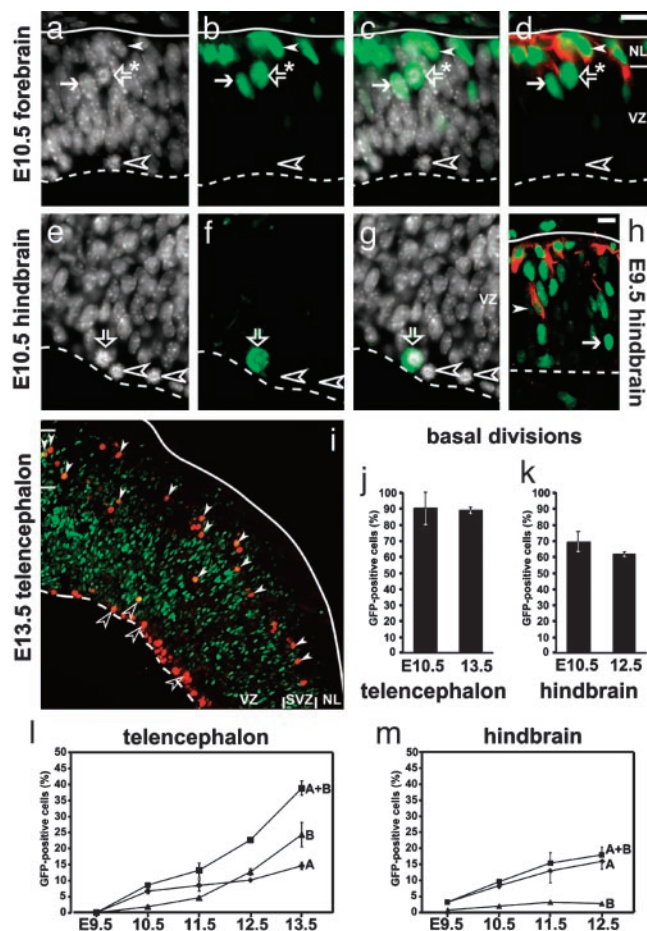 E10.5 forebrain
a
*
b
*
c
*
d
NL
*
VZ
E10.5 hindbrain
e
f
g
VZ
h
E9.5 hindbrain
E13.5 telencephalon
i
VZ
SVZ
NL
basal divisions
j
GFP-positive cells (%)
100
90
80
70
60
50
40
30
20
10
0
E10.5 13.5
telencephalon
k
GFP-positive cells (%)
100
90
80
70
60
50
40
30
20
10
0
E10.5 12.5
hindbrain
l
telencephalon
GFP-positive cells (%)
50
45
40
35
30
25
20
15
10
5
0
A+B
B
A
E9.5 10.5 11.5 12.5 13.5
m
hindbrain
GFP-positive cells (%)
50
45
40
35
30
25
20
15
10
5
0
A+B
A
B
E9.5 10.5 11.5 12.5